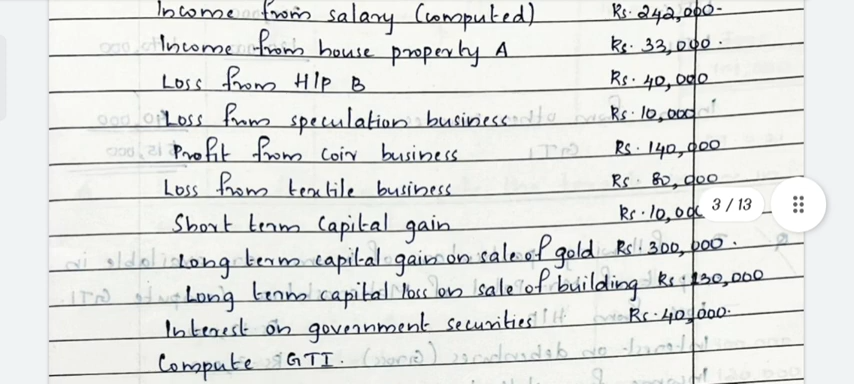 Income from salary (computed) Rs. 242,000-
Income from house property A Rs. 33,000.
Loss from H/P B Rs. 40,000
Loss from speculation business Rs. 10,000
Profit from coir business Rs. 140,000
Loss from textile business Rs 80,000
Short term Capital gain Rs. 10,000
3 / 13
Long term capital gain on sale of gold Rs. 300,000.
Long term capital loss on sale of building Rs. 130,000
Interest on government securities Rs. 40,000.
Compute GTI.